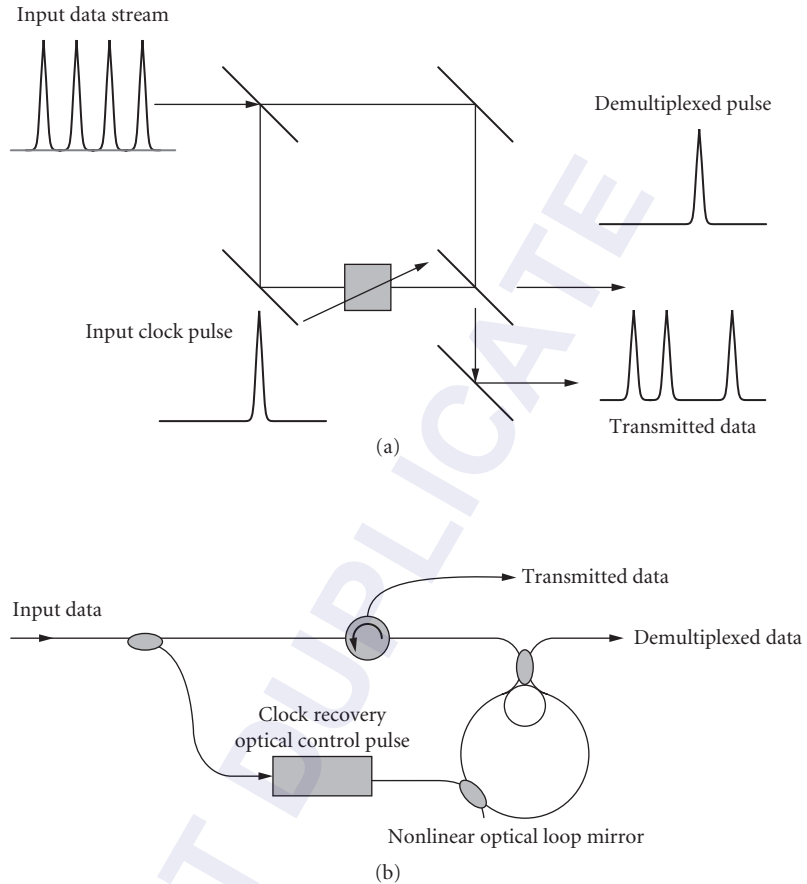 Input data stream
Demultiplexed pulse
Input clock pulse
Transmitted data
(a)
Transmitted data
Input data
Demultiplexed data
Clock recovery
optical control pulse
Nonlinear optical loop mirror
(b)
T DUPLICATE